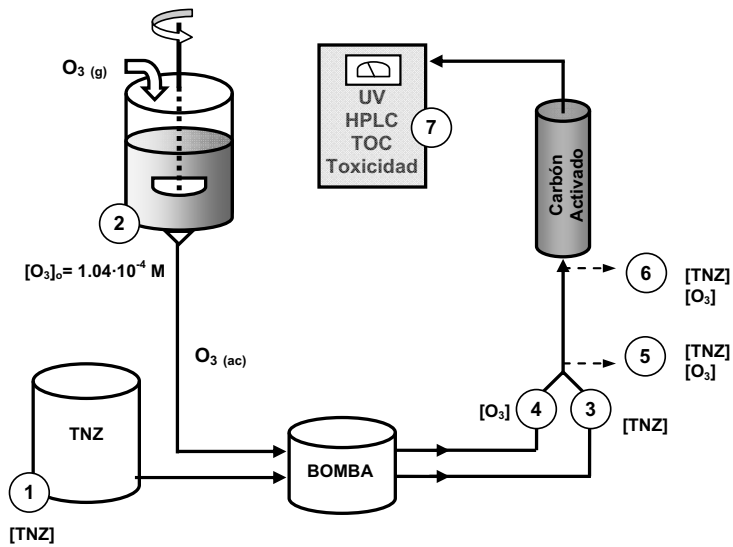 O₃ (g)
UV
HPLC
TOC
Toxicidad
7
Carbón
Activado
2
[O₃]ₒ= 1.04·10⁻⁴ M
6
[TNZ]
[O₃]
O₃ (ac)
5
[TNZ]
[O₃]
TNZ
[O₃]
4
3
[TNZ]
BOMBA
1
[TNZ]